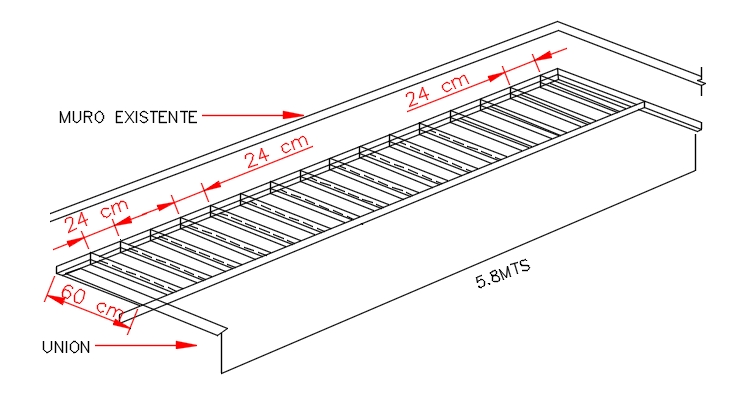 24 cm
MURO EXISTENTE
24 cm
24 cm
60 cm
5.8MTS
UNION